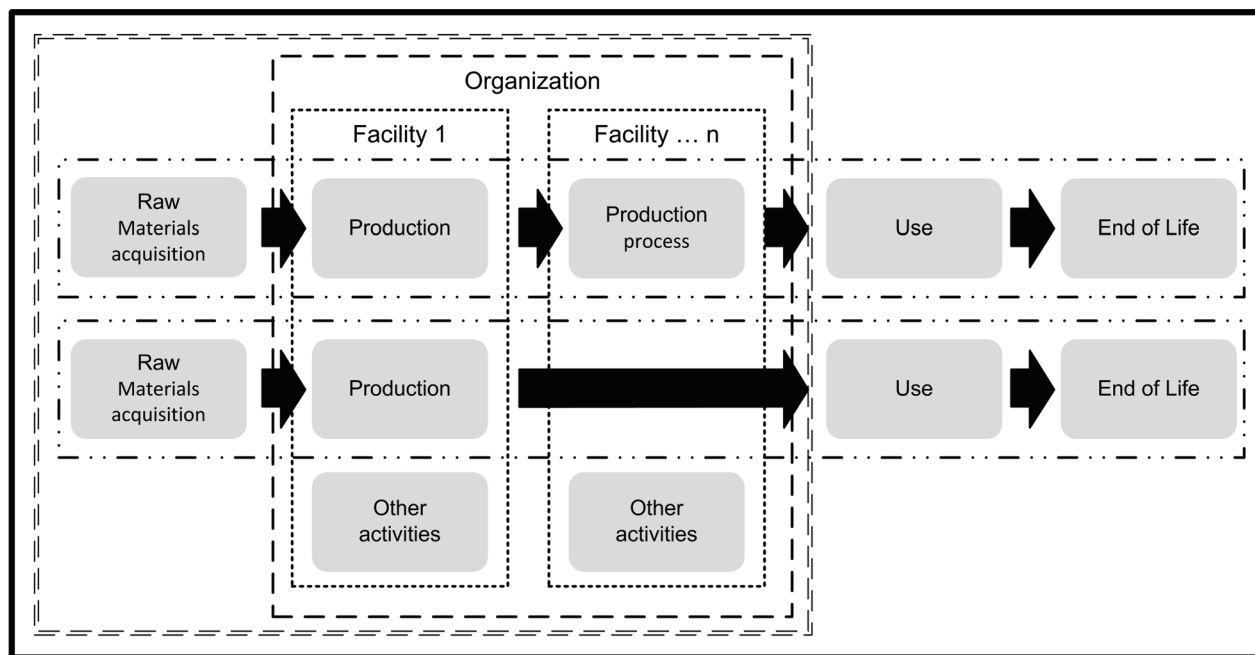 Organization
Facility 1
Facility ... n
Raw
Materials
acquisition
Production
Production
process
Use
End of Life
Raw
Materials
acquisition
Production
Use
End of Life
Other
activities
Other
activities